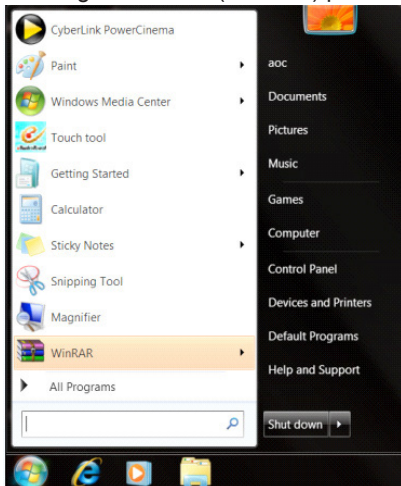 CyberLink PowerCinema
Paint
Windows Media Center
Touch tool
Getting Started
Calculator
Sticky Notes
Snipping Tool
Magnifier
WinRAR
All Programs
aoc
Documents
Pictures
Music
Games
Computer
Control Panel
Devices and Printers
Default Programs
Help and Support
Shut down